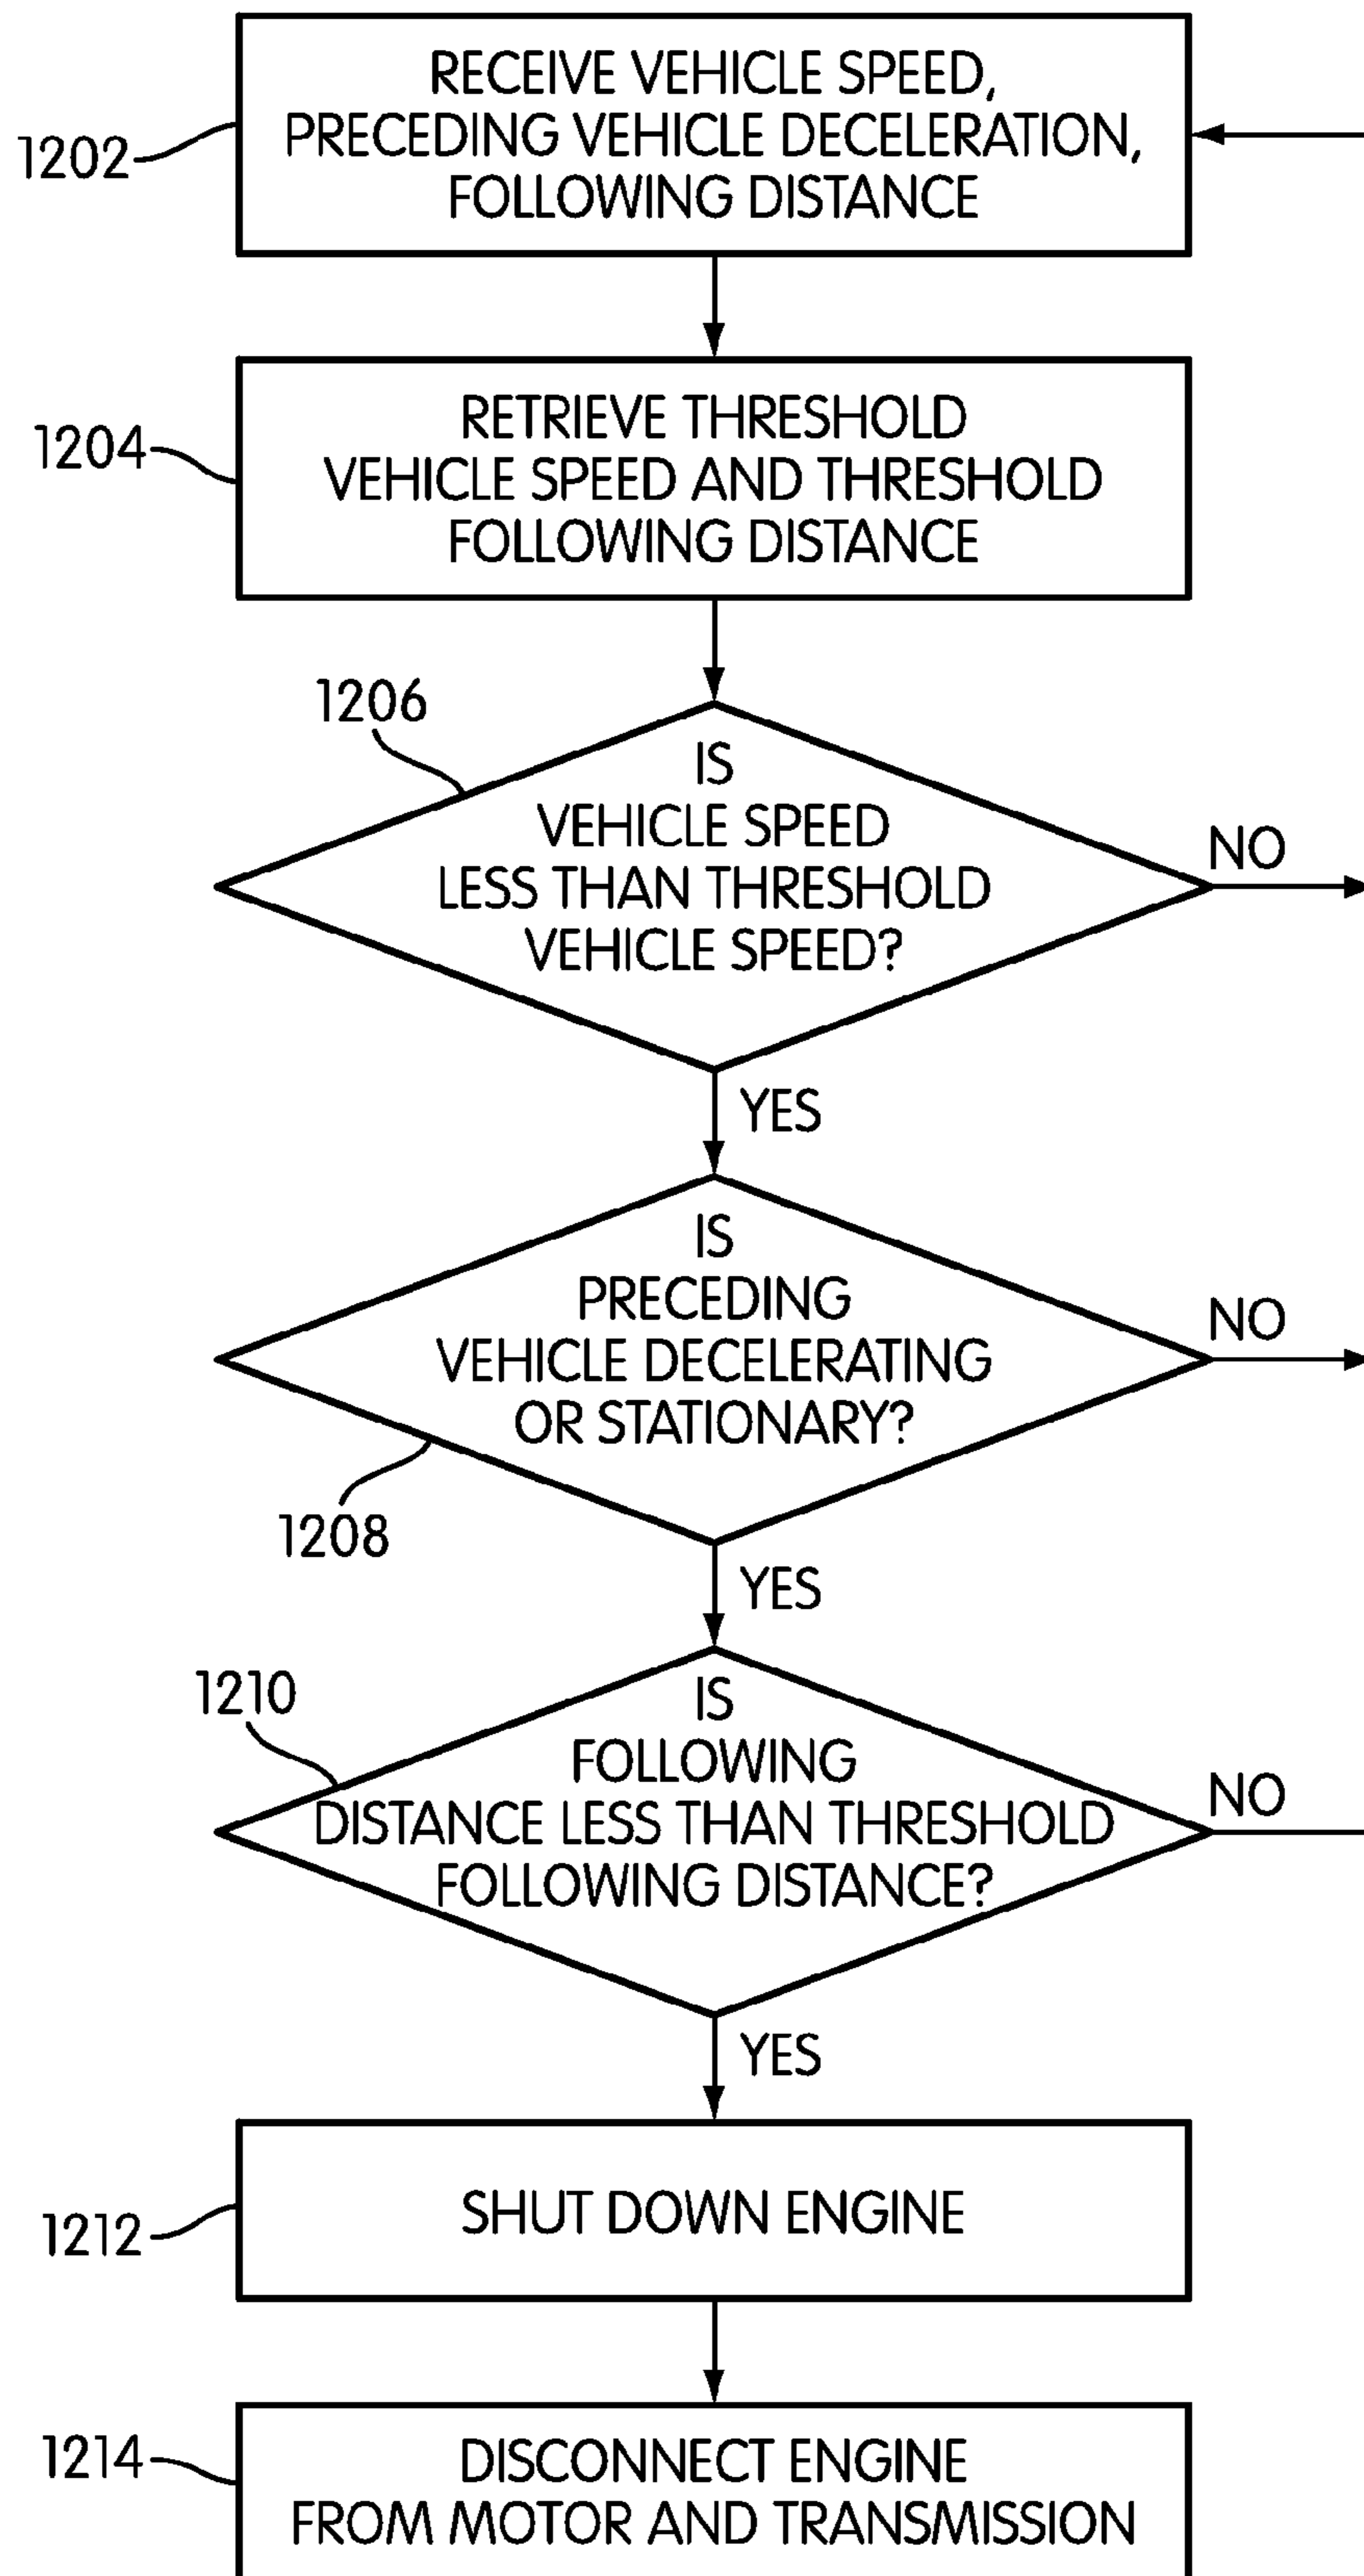 RECEIVE VEHICLE SPEED,
PRECEDING VEHICLE DECELERATION,
FOLLOWING DISTANCE
1202
RETRIEVE THRESHOLD
VEHICLE SPEED AND THRESHOLD
FOLLOWING DISTANCE
1204
1206
IS
VEHICLE SPEED
LESS THAN THRESHOLD
VEHICLE SPEED?
NO
YES
IS
PRECEDING
VEHICLE DECELERATING
OR STATIONARY?
NO
1208
YES
1210
IS
FOLLOWING
DISTANCE LESS THAN THRESHOLD
FOLLOWING DISTANCE?
NO
YES
SHUT DOWN ENGINE
1212
1214
DISCONNECT ENGINE
FROM MOTOR AND TRANSMISSION